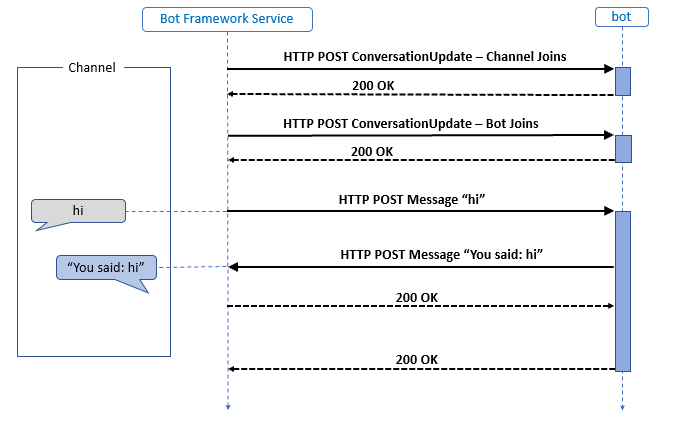 Bot Framework Service
bot
HTTP POST ConversationUpdate – Channel Joins
Channel
200 OK
HTTP POST ConversationUpdate – Bot Joins
200 OK
hi
HTTP POST Message “hi”
HTTP POST Message “You said: hi”
“You said: hi”
200 OK
200 OK